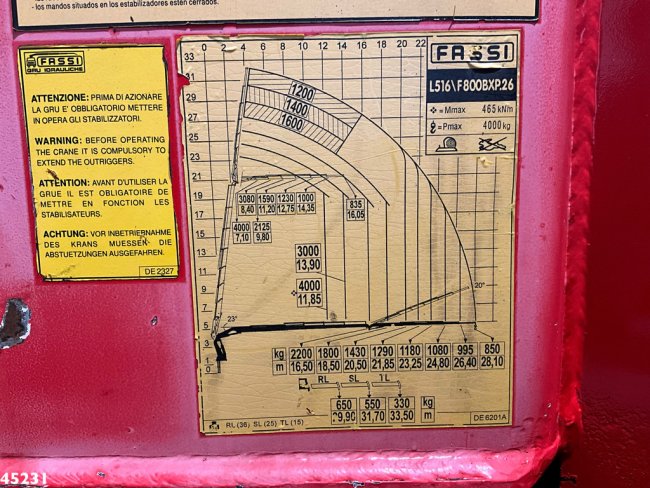 los mandos situados en los estabilizadores estén cerrados.
FASSI
GRU IDRAULICHE
ATTENZIONE: PRIMA DI AZIONARE
LA GRU E' OBBLIGATORIO METTERE
IN OPERA GLI STABILIZZATORI.
WARNING: BEFORE OPERATING
THE CRANE IT IS COMPULSORY TO
EXTEND THE OUTRIGGERS.
ATTENTION: AVANT D'UTILISER LA
GRUE IL EST OBLIGATOIRE DE
METTRE EN FONCTION LES
STABILISATEURS.
ACHTUNG: VOR INBETRIEBNAHME
DES KRANS MUESSEN DIE
ABSTUETZUNGEN AUSGEFAHREN.
DE 2327
0 2 4 6 8 10 12 14 16 18 20 22
FASSI
L516\F800BXP.26
Mmax 465 kN/m
Pmax 4000 kg
33
31
29
27
25
23
21
19
17
15
13
11
9
7
5
3
1
0
1200
1400
1600
3080 1590 1230 1000 835
8,40 11,20 12,75 14,35 16,05
4000 2125
7,10 9,80
3000
13,90
4000
11,85
23°
20°
kg 2200 1800 1430 1290 1180 1080 995 850
m 16,50 18,50 20,50 21,85 23,25 24,80 26,40 28,10
RL SL TL
650 550 330 kg
29,90 31,70 33,50 m
RL (36) SL (25) TL (15)
DE 6201A
45231